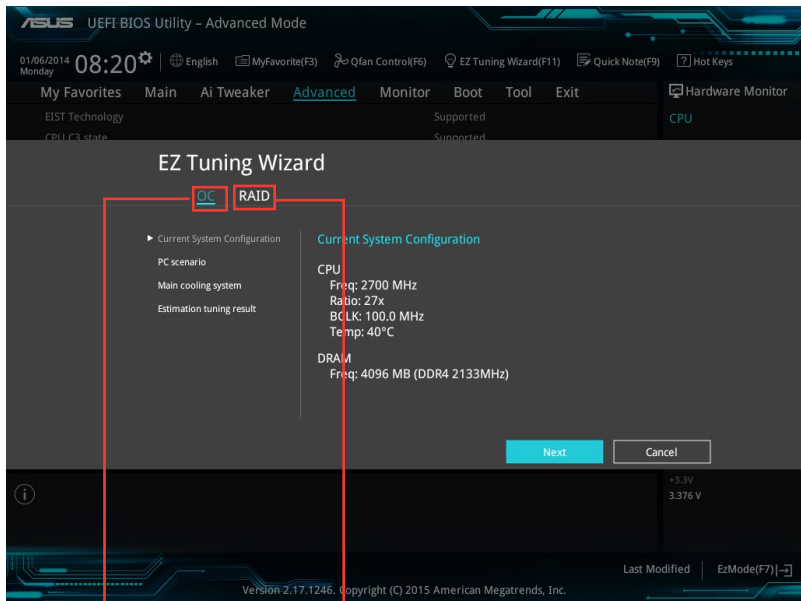 ASUS UEFI BIOS Utility – Advanced Mode
01/06/2014 Monday 08:20 English MyFavorite(F3) Qfan Control(F6) EZ Tuning Wizard(F11) Quick Note(F9) ? Hot Keys
My Favorites Main Ai Tweaker Advanced Monitor Boot Tool Exit Hardware Monitor
EIST Technology Supported CPU
CPU C3 state Supported
EZ Tuning Wizard
OC RAID
Current System Configuration
PC scenario
Main cooling system
Estimation tuning result
Current System Configuration
CPU
Freq: 2700 MHz
Ratio: 27x
BCLK: 100.0 MHz
Temp: 40°C
DRAM
Freq: 4096 MB (DDR4 2133MHz)
Next Cancel
+3.3V
3.376 V
Last Modified EzMode(F7)
Version 2.17.1246. Copyright (C) 2015 American Megatrends, Inc.